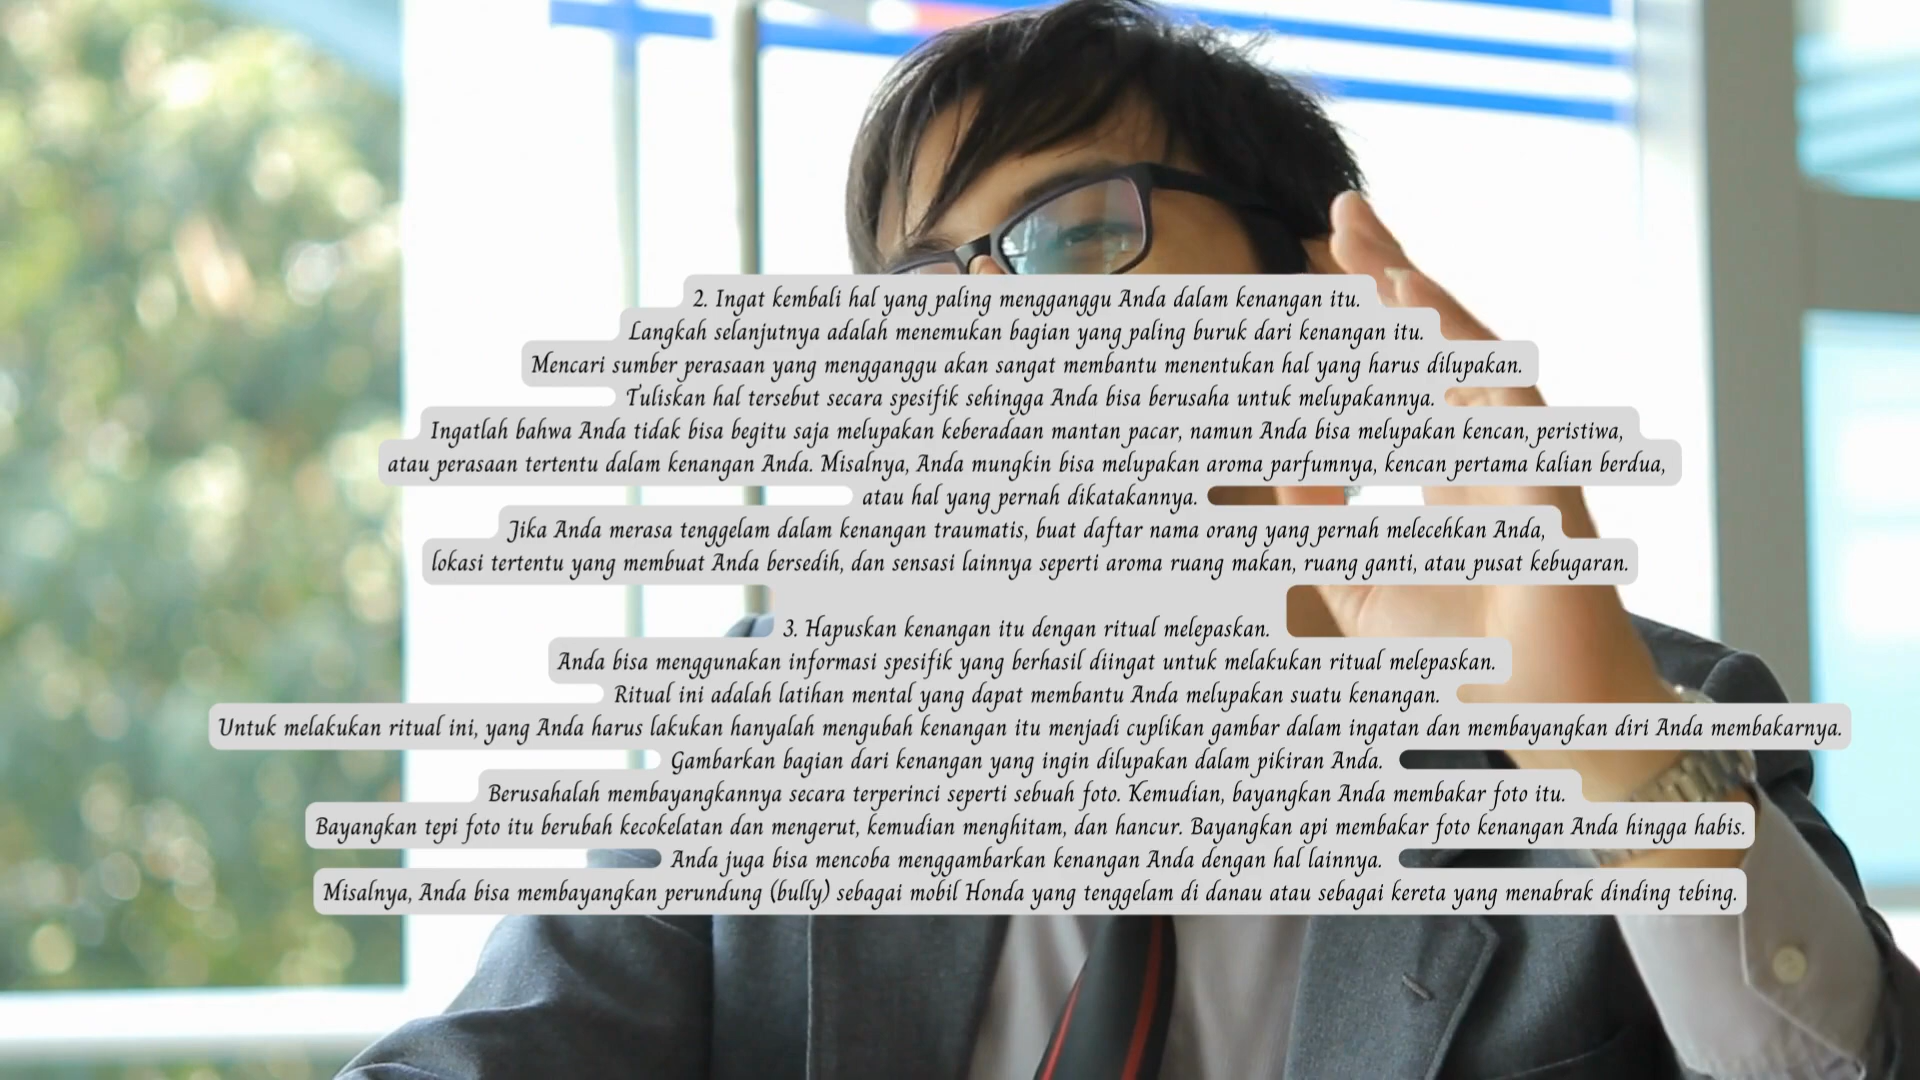 2. Ingat kembali hal yang paling mengganggu Anda dalam kenangan itu.
Langkah selanjutnya adalah menemukan bagian yang paling buruk dari kenangan itu.
Mencari sumber perasaan yang mengganggu akan sangat membantu menentukan hal yang harus dilupakan.
Tuliskan hal tersebut secara spesifik sehingga Anda bisa berusaha untuk melupakannya.
Ingatlah bahwa Anda tidak bisa begitu saja melupakan keberadaan mantan pacar, namun Anda bisa melupakan kencan, peristiwa,
atau perasaan tertentu dalam kenangan Anda. Misalnya, Anda mungkin bisa melupakan aroma parfumnya, kencan pertama kalian berdua,
atau hal yang pernah dikatakannya.
Jika Anda merasa tenggelam dalam kenangan traumatis, buat daftar nama orang yang pernah melecehkan Anda,
lokasi tertentu yang membuat Anda bersedih, dan sensasi lainnya seperti aroma ruang makan, ruang ganti, atau pusat kebugaran.
3. Hapuskan kenangan itu dengan ritual melepaskan.
Anda bisa menggunakan informasi spesifik yang berhasil diingat untuk melakukan ritual melepaskan.
Ritual ini adalah latihan mental yang dapat membantu Anda melupakan suatu kenangan.
Untuk melakukan ritual ini, yang Anda harus lakukan hanyalah mengubah kenangan itu menjadi cuplikan gambar dalam ingatan dan membayangkan diri Anda membakarnya.
Gambarkan bagian dari kenangan yang ingin dilupakan dalam pikiran Anda.
Berusahalah membayangkannya secara terperinci seperti sebuah foto. Kemudian, bayangkan Anda membakar foto itu.
Bayangkan tepi foto itu berubah kecokelatan dan mengerut, kemudian menghitam, dan hancur. Bayangkan api membakar foto kenangan Anda hingga habis.
Anda juga bisa mencoba menggambarkan kenangan Anda dengan hal lainnya.
Misalnya, Anda bisa membayangkan perundung (bully) sebagai mobil Honda yang tenggelam di danau atau sebagai kereta yang menabrak dinding tebing.